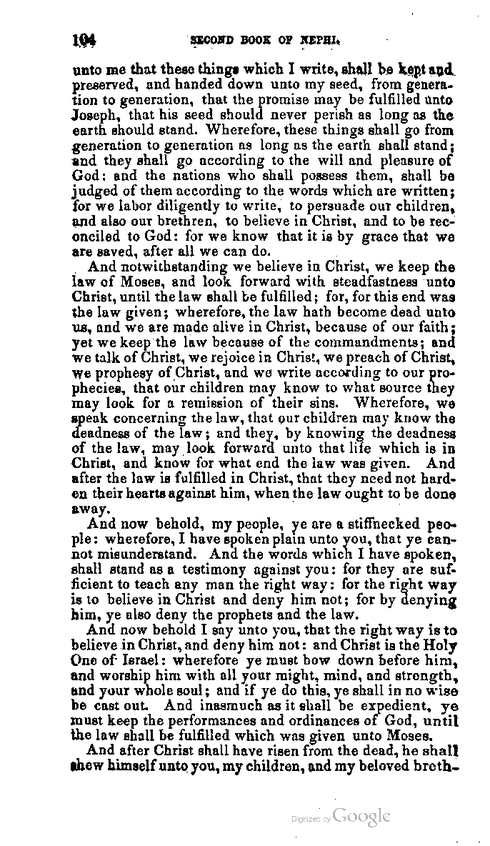 104 SECOND BOOK OF NEPHI.
unto me that these things which I write, shall be kept and
preserved, and handed down unto my seed, from genera-
tion to generation, that the promise may be fulfilled unto
Joseph, that his seed should never perish as long as the
earth should stand. Wherefore, these things shall go from
generation to generation as long as the earth shall stand;
and they shall go according to the will and pleasure of
God: and the nations who shall possess them, shall be
judged of them according to the words which are written;
for we labor diligently to write, to persuade our children,
and also our brethren, to believe in Christ, and to be rec-
onciled to God: for we know that it is by grace that we
are saved, after all we can do.
And notwithstanding we believe in Christ, we keep the
law of Moses, and look forward with steadfastness unto
Christ, until the law shall be fulfilled; for, for this end was
the law given; wherefore, the law hath become dead unto
us, and we are made alive in Christ, because of our faith;
yet we keep the law because of the commandments; and
we talk of Christ, we rejoice in Christ, we preach of Christ,
we prophesy of Christ, and we write according to our pro-
phecies, that our children may know to what source they
may look for a remission of their sins. Wherefore, we
speak concerning the law, that our children may know the
deadness of the law; and they, by knowing the deadness
of the law, may look forward unto that life which is in
Christ, and know for what end the law was given. And
after the law is fulfilled in Christ, that they need not hard-
en their hearts against him, when the law ought to be done
away.
And now behold, my people, ye are a stiffnecked peo-
ple: wherefore, I have spoken plain unto you, that ye can-
not misunderstand. And the words which I have spoken,
shall stand as a testimony against you: for they are suf-
ficient to teach any man the right way: for the right way
is to believe in Christ and deny him not; for by denying
him, ye also deny the prophets and the law.
And now behold I say unto you, that the right way is to
believe in Christ, and deny him not: and Christ is the Holy
One of Israel: wherefore ye must bow down before him,
and worship him with all your might, mind, and strength,
and your whole soul; and if ye do this, ye shall in no wise
be cast out. And inasmuch as it shall be expedient, ye
must keep the performances and ordinances of God, until
the law shall be fulfilled which was given unto Moses.
And after Christ shall have risen from the dead, he shall
shew himself unto you, my children, and my beloved breth-
Digitized by Google